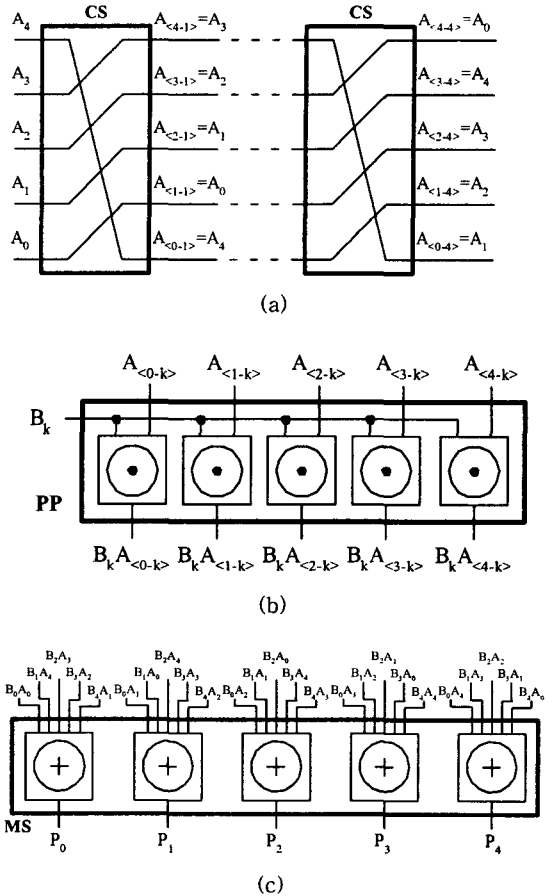 CS CS
A₄ A<4-1>=A₃ A<4-4>=A₀
A₃ A<3-1>=A₂ A<3-4>=A₄
A₂ A<2-1>=A₁ A<2-4>=A₃
A₁ A<1-1>=A₀ A<1-4>=A₂
A₀ A<0-1>=A₄ A<0-4>=A₁
(a)
A<0-k> A<1-k> A<2-k> A<3-k> A<4-k>
Bₖ
PP
BₖA<0-k> BₖA<1-k> BₖA<2-k> BₖA<3-k> BₖA<4-k>
(b)
B₂A₃ B₂A₄ B₂A₀ B₂A₁ B₂A₂
B₁A₄ B₃A₂ B₁A₀ B₃A₃ B₁A₁ B₃A₄ B₁A₂ B₃A₀ B₁A₃ B₃A₁
B₀A₀ B₄A₁ B₀A₁ B₄A₂ B₀A₂ B₄A₃ B₀A₃ B₄A₄ B₀A₄ B₄A₀
MS
P₀ P₁ P₂ P₃ P₄
(c)